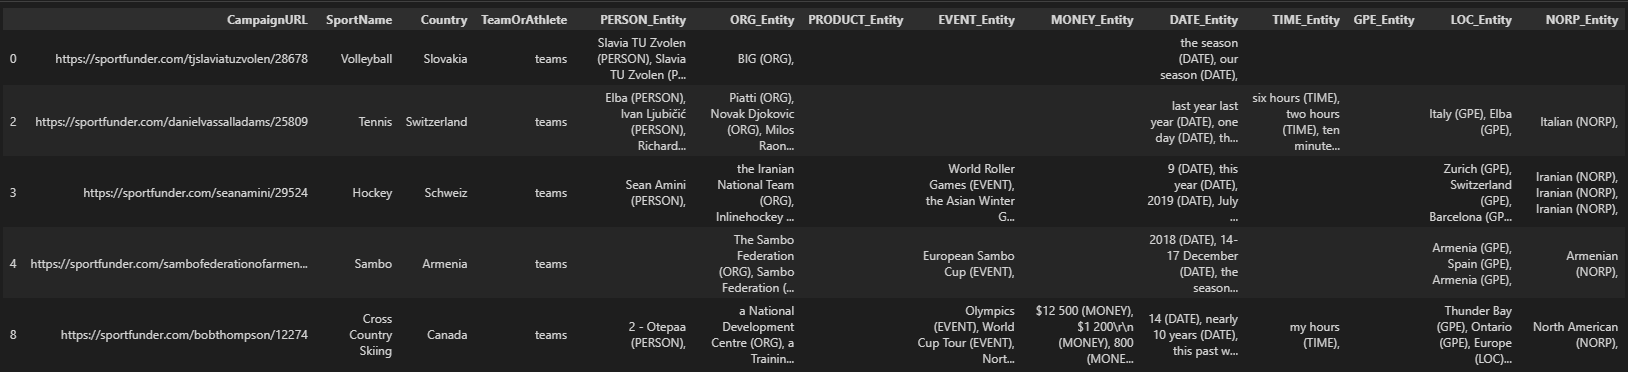 CampaignURL SportName Country TeamOrAthlete PERSON_Entity ORG_Entity PRODUCT_Entity EVENT_Entity MONEY_Entity DATE_Entity TIME_Entity GPE_Entity LOC_Entity NORP_Entity
0 https://sportfunder.com/tjslaviatuzvolen/28678 Volleyball Slovakia teams
Slavia TU Zvolen
(PERSON), Slavia
TU Zvolen (P...
BIG (ORG),
the season
(DATE), our
season (DATE),
2 https://sportfunder.com/danielvassalladams/25809 Tennis Switzerland teams
Elba (PERSON),
Ivan Ljubičić
(PERSON),
Richard...
Piatti (ORG),
Novak Djokovic
(ORG), Milos
Raon...
last year last
year (DATE), one
day (DATE), th...
six hours (TIME),
two hours
(TIME), ten
minute...
Italy (GPE), Elba
(GPE),
Italian (NORP),
3 https://sportfunder.com/seanamini/29524 Hockey Schweiz teams
Sean Amini
(PERSON),
the Iranian
National Team
(ORG),
Inlinehockey ...
World Roller
Games (EVENT),
the Asian Winter
G...
9 (DATE), this
year (DATE),
2019 (DATE), July
...
Zurich (GPE),
Switzerland
(GPE),
Barcelona (GP...
Iranian (NORP),
Iranian (NORP),
Iranian (NORP),
4 https://sportfunder.com/sambofederationofarmen... Sambo Armenia teams
The Sambo
Federation
(ORG), Sambo
Federation (...
European Sambo
Cup (EVENT),
2018 (DATE), 14-
17 December
(DATE), the
season...
Armenia (GPE),
Spain (GPE),
Armenia (GPE),
Armenian
(NORP),
8 https://sportfunder.com/bobthompson/12274
Cross
Country
Skiing
Canada teams
2 - Otepaa
(PERSON),
a National
Development
Centre (ORG), a
Trainin...
Olympics
(EVENT), World
Cup Tour (EVENT),
Nort...
$12 500 (MONEY),
$1 200\r\n
(MONEY), 800
(MONE...
14 (DATE), nearly
10 years (DATE),
this past w...
my hours
(TIME),
Thunder Bay
(GPE), Ontario
(GPE), Europe
(LOC)...
North American
(NORP),